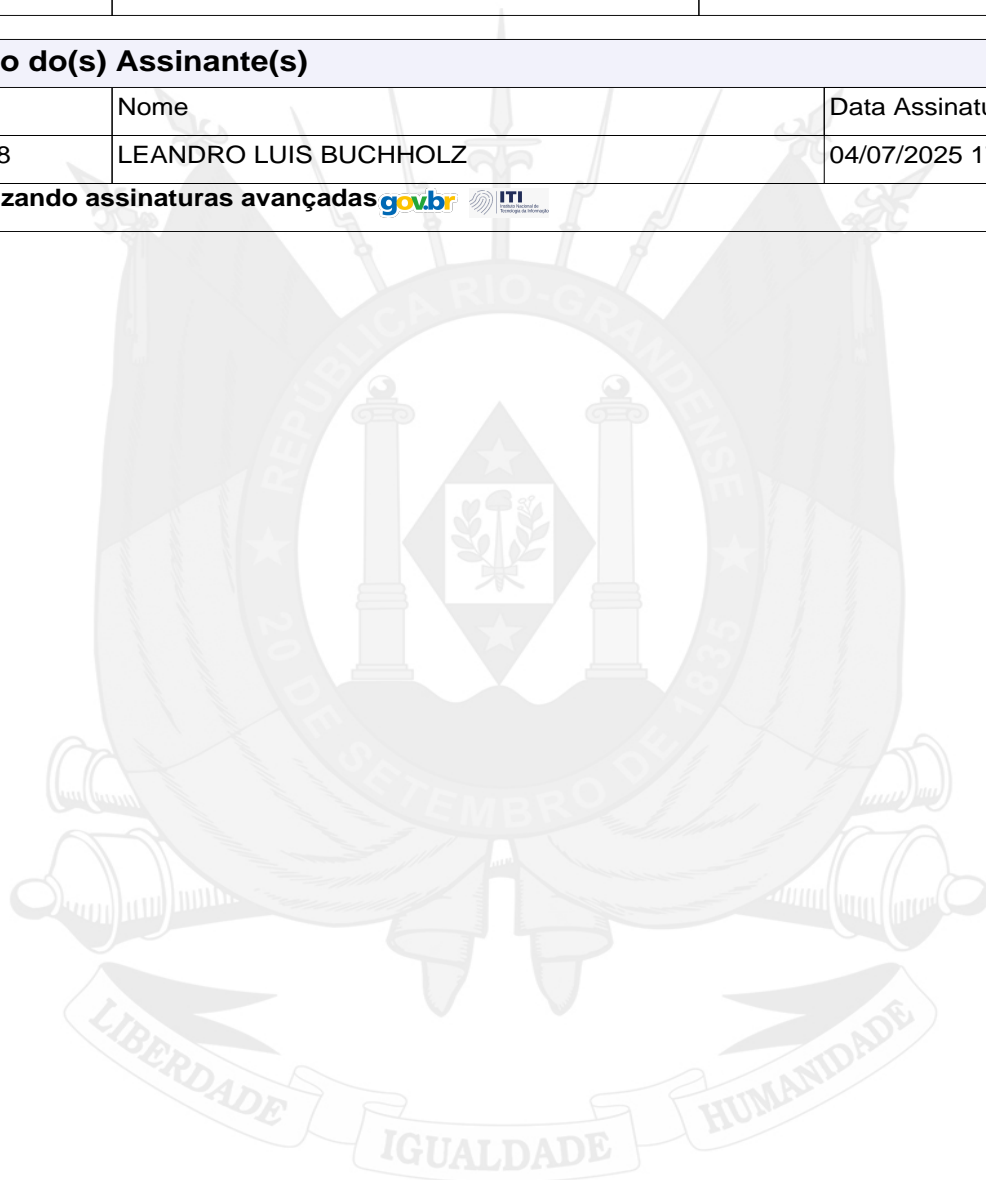 o do(s) Assinante(s)
Nome Data Assinatu
8 LEANDRO LUIS BUCHHOLZ 04/07/2025 1
zando assinaturas avançadas gov.br ITI
REPÚBLICA RIO-GRANDENSE
20 DE SETEMBRO DE 1835
LIBERDADE IGUALDADE HUMANIDADE